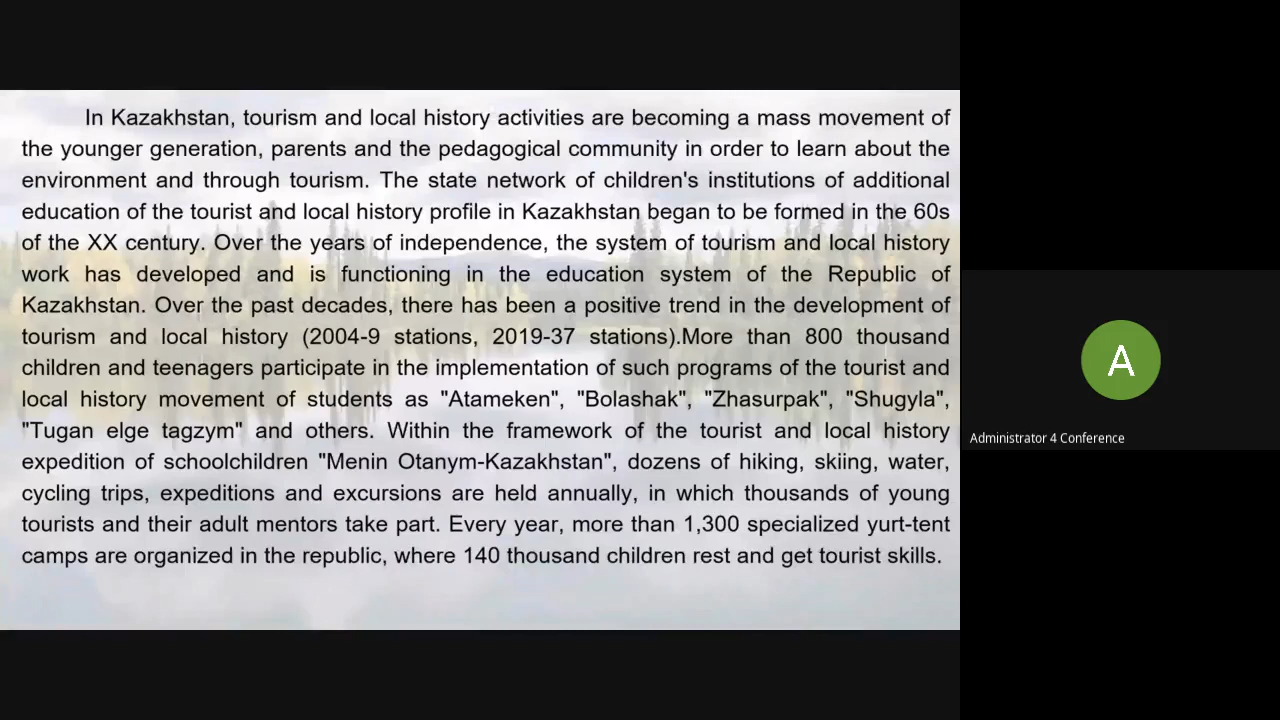 In Kazakhstan, tourism and local history activities are becoming a mass movement of
the younger generation, parents and the pedagogical community in order to learn about the
environment and through tourism. The state network of children's institutions of additional
education of the tourist and local history profile in Kazakhstan began to be formed in the 60s
of the XX century. Over the years of independence, the system of tourism and local history
work has developed and is functioning in the education system of the Republic of
Kazakhstan. Over the past decades, there has been a positive trend in the development of
tourism and local history (2004-9 stations, 2019-37 stations).More than 800 thousand
children and teenagers participate in the implementation of such programs of the tourist and
local history movement of students as "Atameken", "Bolashak", "Zhasurpak", "Shugyla",
"Tugan elge tagzym" and others. Within the framework of the tourist and local history
expedition of schoolchildren "Menin Otanym-Kazakhstan", dozens of hiking, skiing, water,
cycling trips, expeditions and excursions are held annually, in which thousands of young
tourists and their adult mentors take part. Every year, more than 1,300 specialized yurt-tent
camps are organized in the republic, where 140 thousand children rest and get tourist skills.
A
Administrator 4 Conference